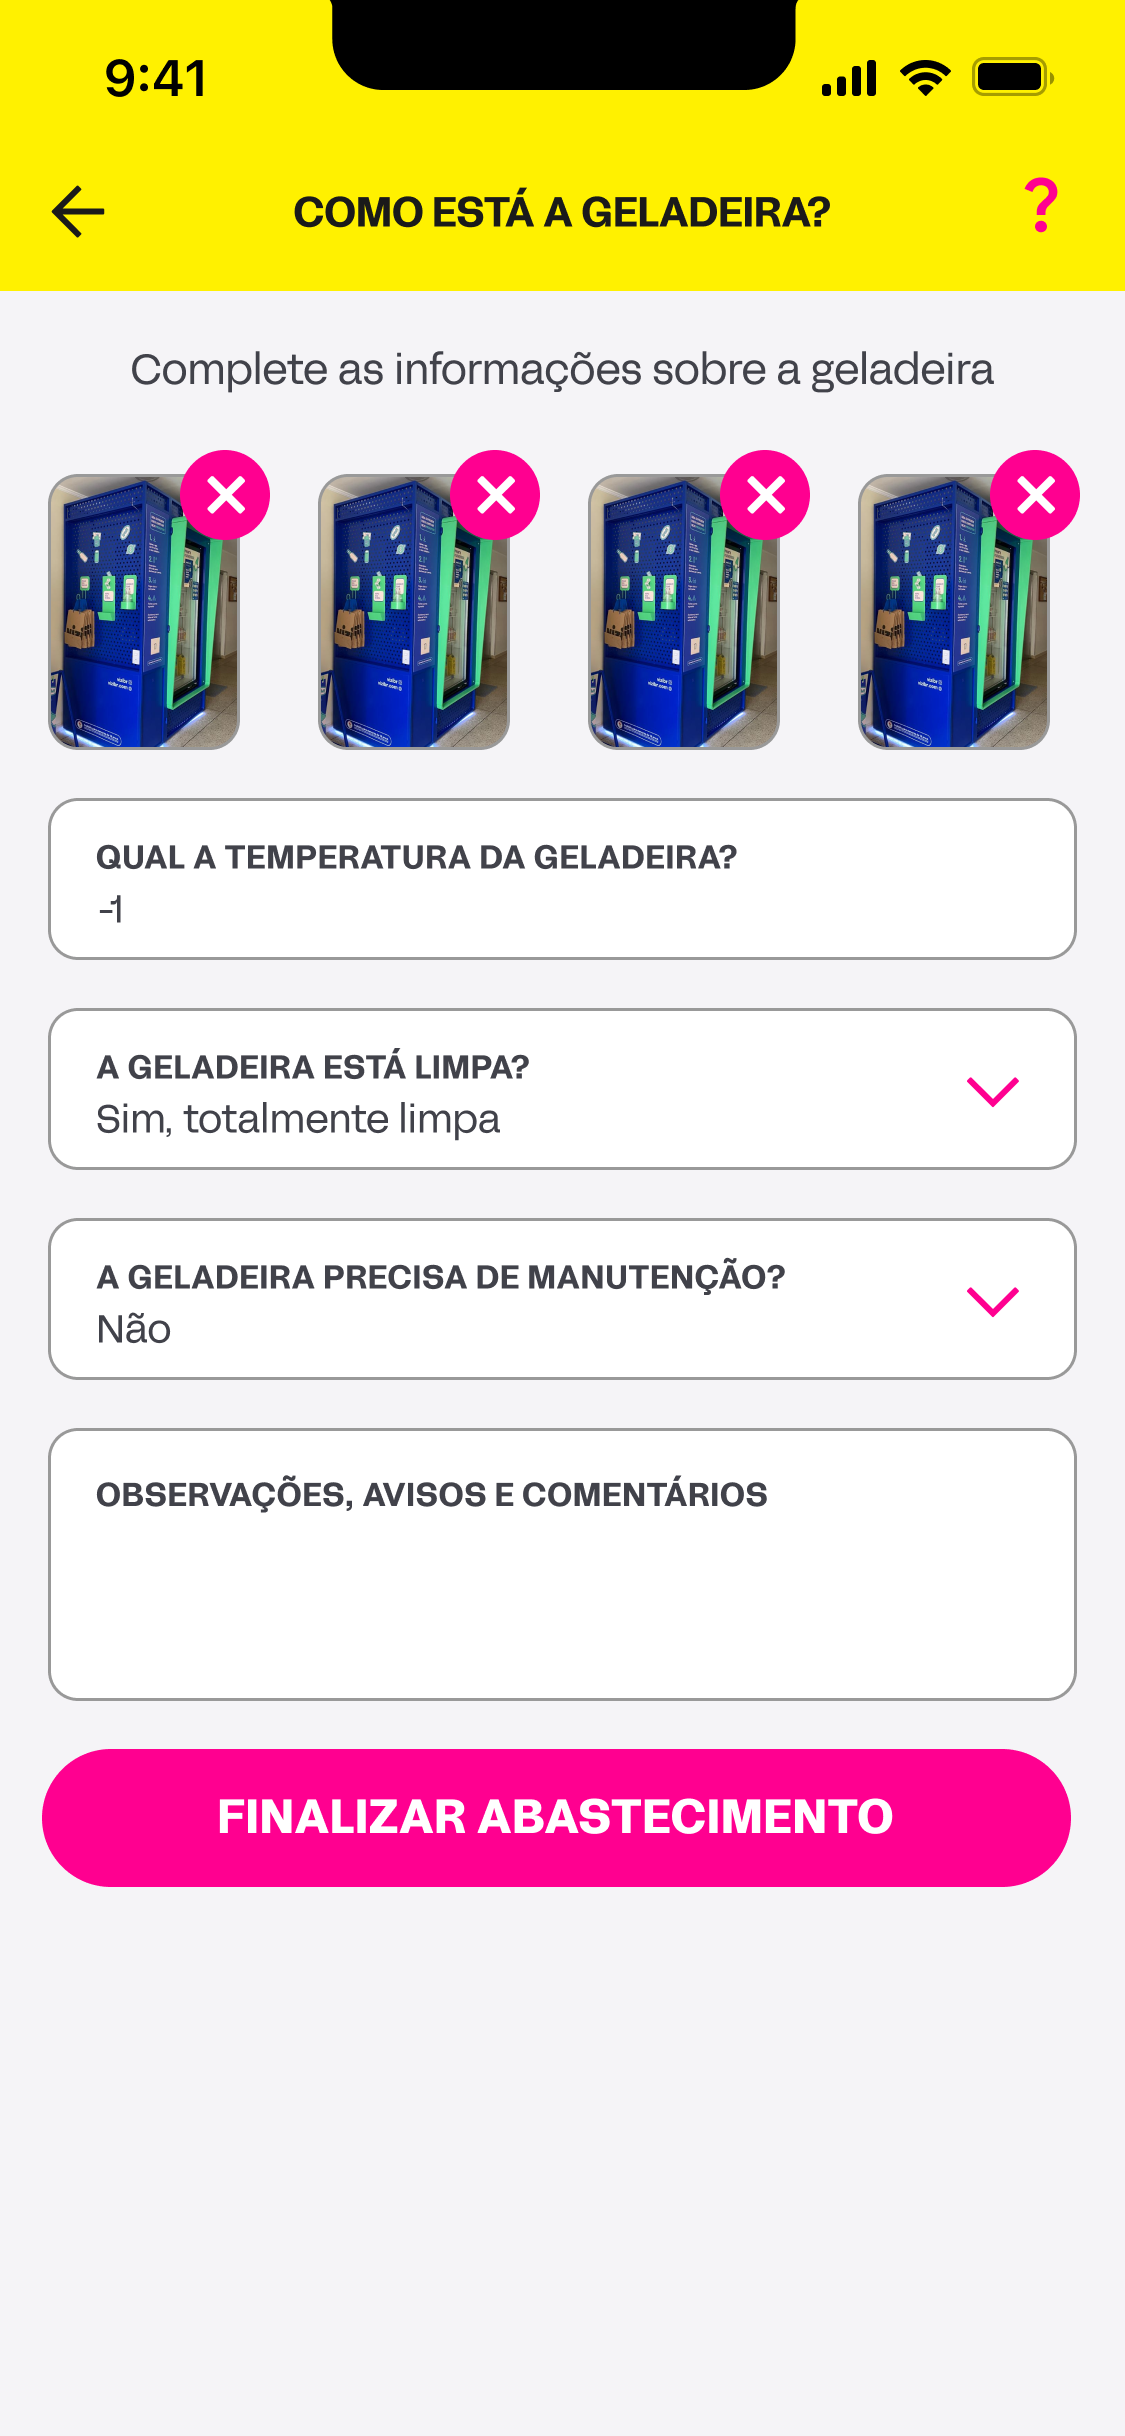 9:41
COMO ESTÁ A GELADEIRA?
?
Complete as informações sobre a geladeira
QUAL A TEMPERATURA DA GELADEIRA?
-1
A GELADEIRA ESTÁ LIMPA?
Sim, totalmente limpa
A GELADEIRA PRECISA DE MANUTENÇÃO?
Não
OBSERVAÇÕES, AVISOS E COMENTÁRIOS
FINALIZAR ABASTECIMENTO